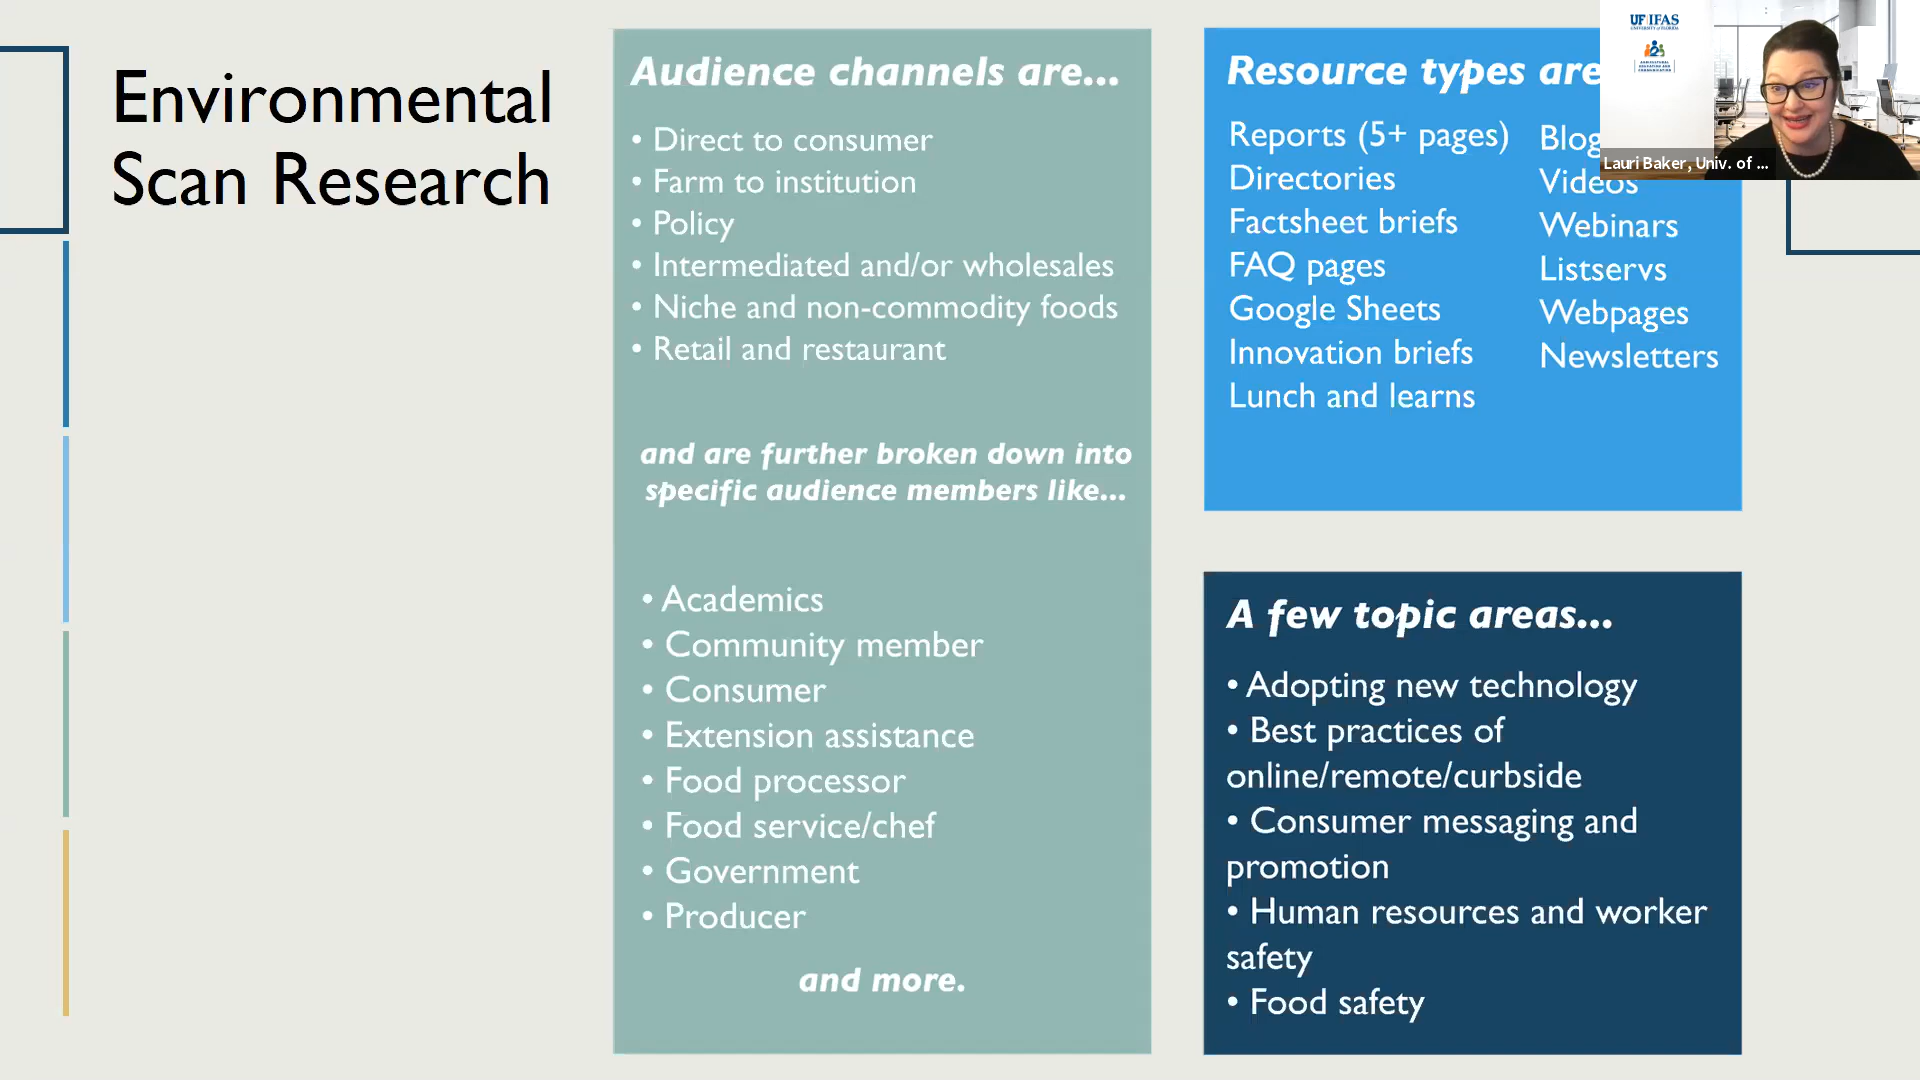 Environmental
Scan Research
Audience channels are...
• Direct to consumer
• Farm to institution
• Policy
• Intermediated and/or wholesales
• Niche and non-commodity foods
• Retail and restaurant
and are further broken down into
specific audience members like...
• Academics
• Community member
• Consumer
• Extension assistance
• Food processor
• Food service/chef
• Government
• Producer
and more.
Resource types are
Reports (5+ pages)
Directories
Factsheet briefs
FAQ pages
Google Sheets
Innovation briefs
Lunch and learns
Blog
Videos
Webinars
Listservs
Webpages
Newsletters
A few topic areas...
• Adopting new technology
• Best practices of
online/remote/curbside
• Consumer messaging and
promotion
• Human resources and worker
safety
• Food safety
UF IFAS
UNIVERSITY of FLORIDA
Lauri Baker, Univ. of ...